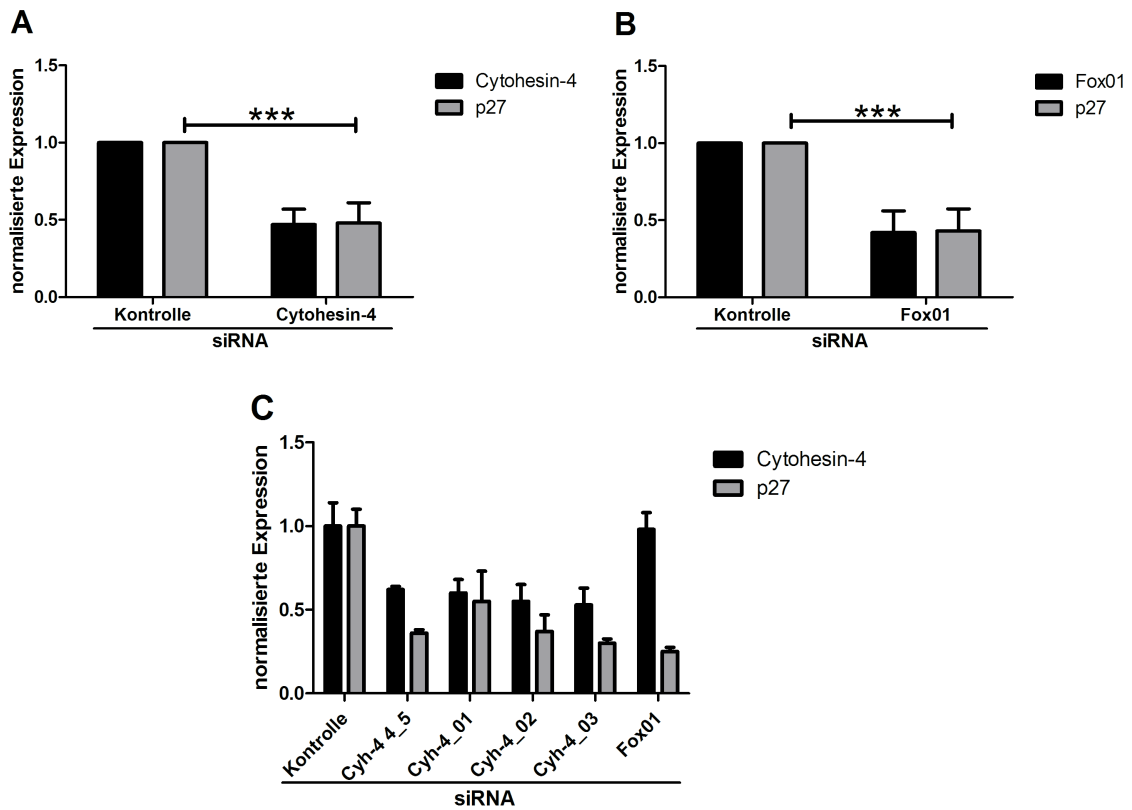 A
normalisierte Expression
1.5
1.0
0.5
0.0
***
Cytohesin-4
p27
Kontrolle
Cytohesin-4
siRNA
B
normalisierte Expression
1.5
1.0
0.5
0.0
***
Fox01
p27
Kontrolle
Fox01
siRNA
C
normalisierte Expression
1.5
1.0
0.5
0.0
Cytohesin-4
p27
Kontrolle
Cyh-4 4_5
Cyh-4_01
Cyh-4_02
Cyh-4_03
Fox01
siRNA